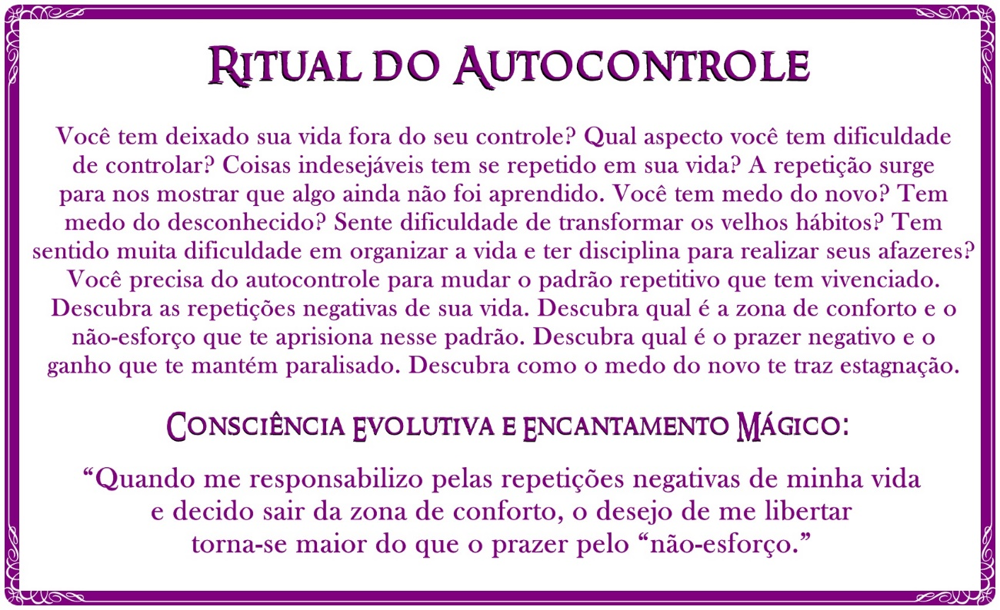 Ritual do Autocontrole
Você tem deixado sua vida fora do seu controle? Qual aspecto você tem dificuldade
de controlar? Coisas indesejáveis tem se repetido em sua vida? A repetição surge
para nos mostrar que algo ainda não foi aprendido. Você tem medo do novo? Tem
medo do desconhecido? Sente dificuldade de transformar os velhos hábitos? Tem
sentido muita dificuldade em organizar a vida e ter disciplina para realizar seus afazeres?
Você precisa do autocontrole para mudar o padrão repetitivo que tem vivenciado.
Descubra as repetições negativas de sua vida. Descubra qual é a zona de conforto e o
não-esforço que te aprisiona nesse padrão. Descubra qual é o prazer negativo e o
ganho que te mantém paralisado. Descubra como o medo do novo te traz estagnação.
Consciência Evolutiva e Encantamento Mágico:
“Quando me responsabilizo pelas repetições negativas de minha vida
e decido sair da zona de conforto, o desejo de me libertar
torna-se maior do que o prazer pelo “não-esforço.”